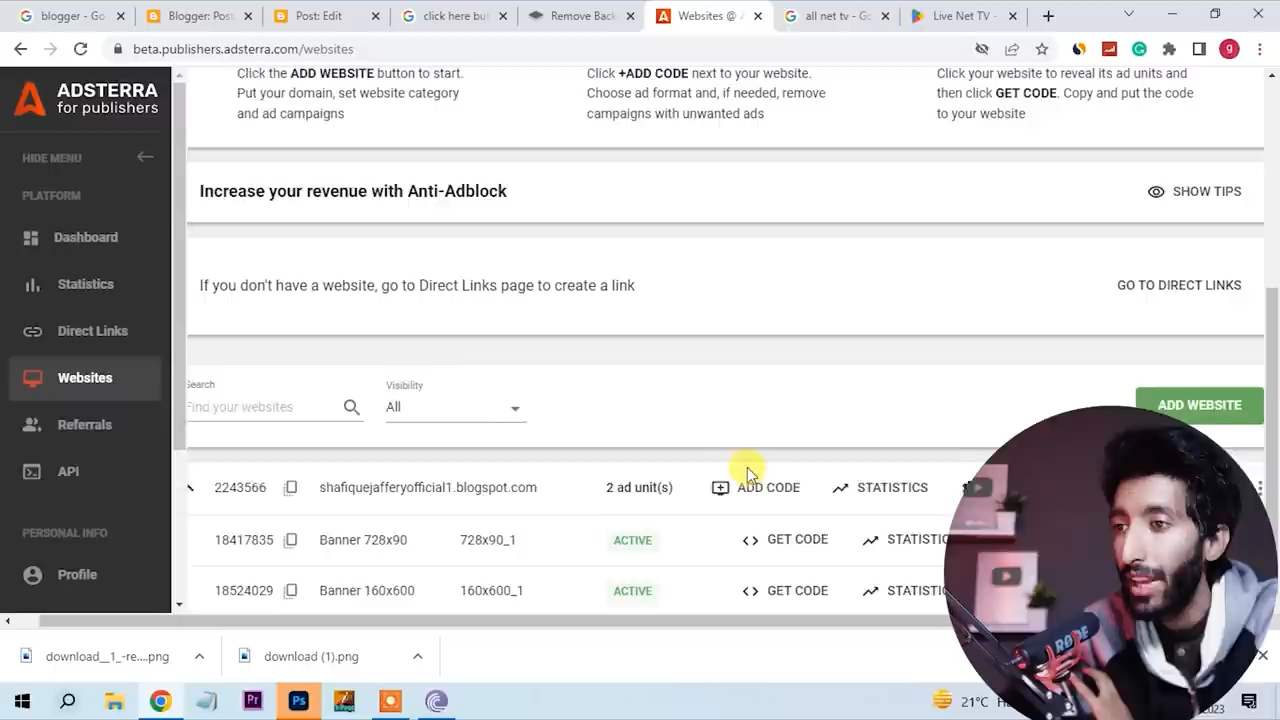 blogger - G
Blogger: Po
Post: Edit
click here bu
Remove Back
Websites @
all net tv - G
Live Net TV -
beta.publishers.adsterra.com/websites
g
ADSTERRA
for publishers
HIDE MENU
PLATFORM
Dashboard
Statistics
Direct Links
Websites
Referrals
API
PERSONAL INFO
Profile
Click the ADD WEBSITE button to start.
Put your domain, set website category
and ad campaigns
Click +ADD CODE next to your website.
Choose ad format and, if needed, remove
campaigns with unwanted ads
Click your website to reveal its ad units and
then click GET CODE. Copy and put the code
to your website
Increase your revenue with Anti-Adblock
SHOW TIPS
If you don't have a website, go to Direct Links page to create a link
GO TO DIRECT LINKS
Search
Find your websites
Visibility
All
ADD WEBSITE
2243566 shafiquejafferyofficial1.blogspot.com 2 ad unit(s) ADD CODE STATISTICS
18417835 Banner 728x90 728x90_1 ACTIVE GET CODE STATISTIC
18524029 Banner 160x600 160x600_1 ACTIVE GET CODE STATISTIC
RØDE
download__1_-re....png
download (1).png
Pr
Ps
21°C